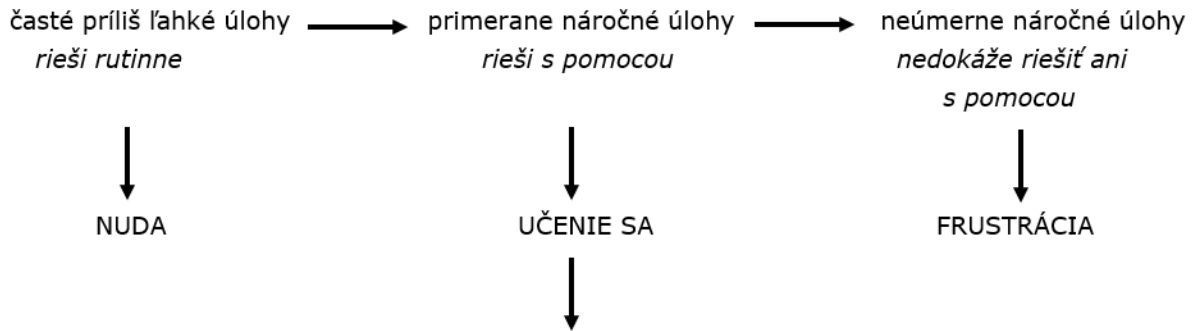 časté príliš ľahké úlohy
primerane náročné úlohy
neúmerne náročné úlohy
rieši rutinne
rieši s pomocou
nedokáže riešiť ani
s pomocou
NUDA
UČENIE SA
FRUSTRÁCIA